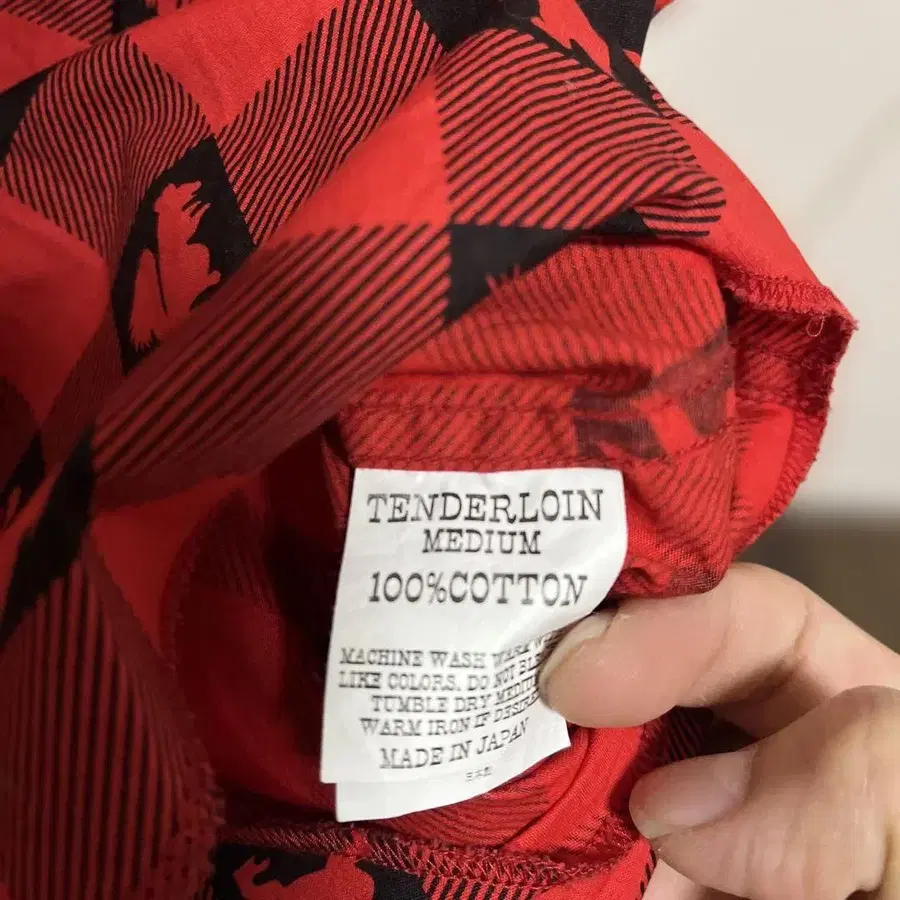 TENDERLOIN
MEDIUM
100%COTTON
MACHINE WASH WARM
LIKE COLORS. DO NOT
TUMBLE DRY
WARM IRON IF DESIRE
MADE IN JAPAN